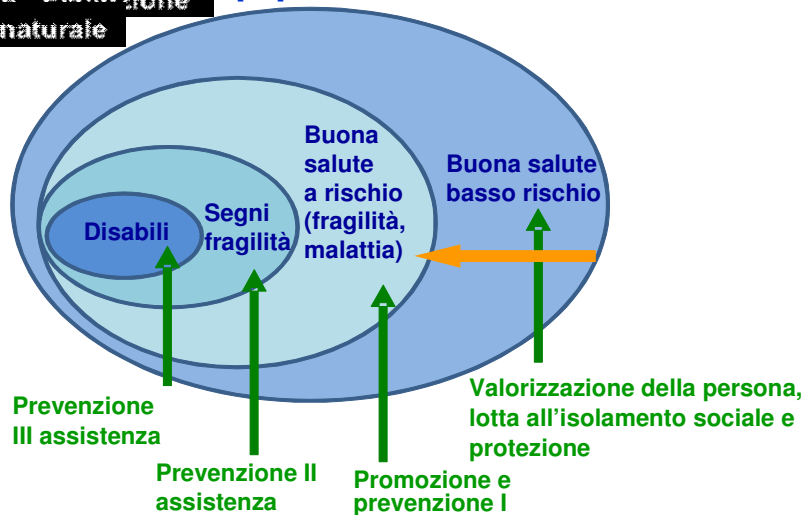 naturale
Buona
salute
a rischio
(fragilità,
malattia)
Buona salute
basso rischio
Segni
fragilità
Disabili
Prevenzione
III assistenza
Prevenzione II
assistenza
Promozione e
prevenzione I
Valorizzazione della persona,
lotta all'isolamento sociale e
protezione